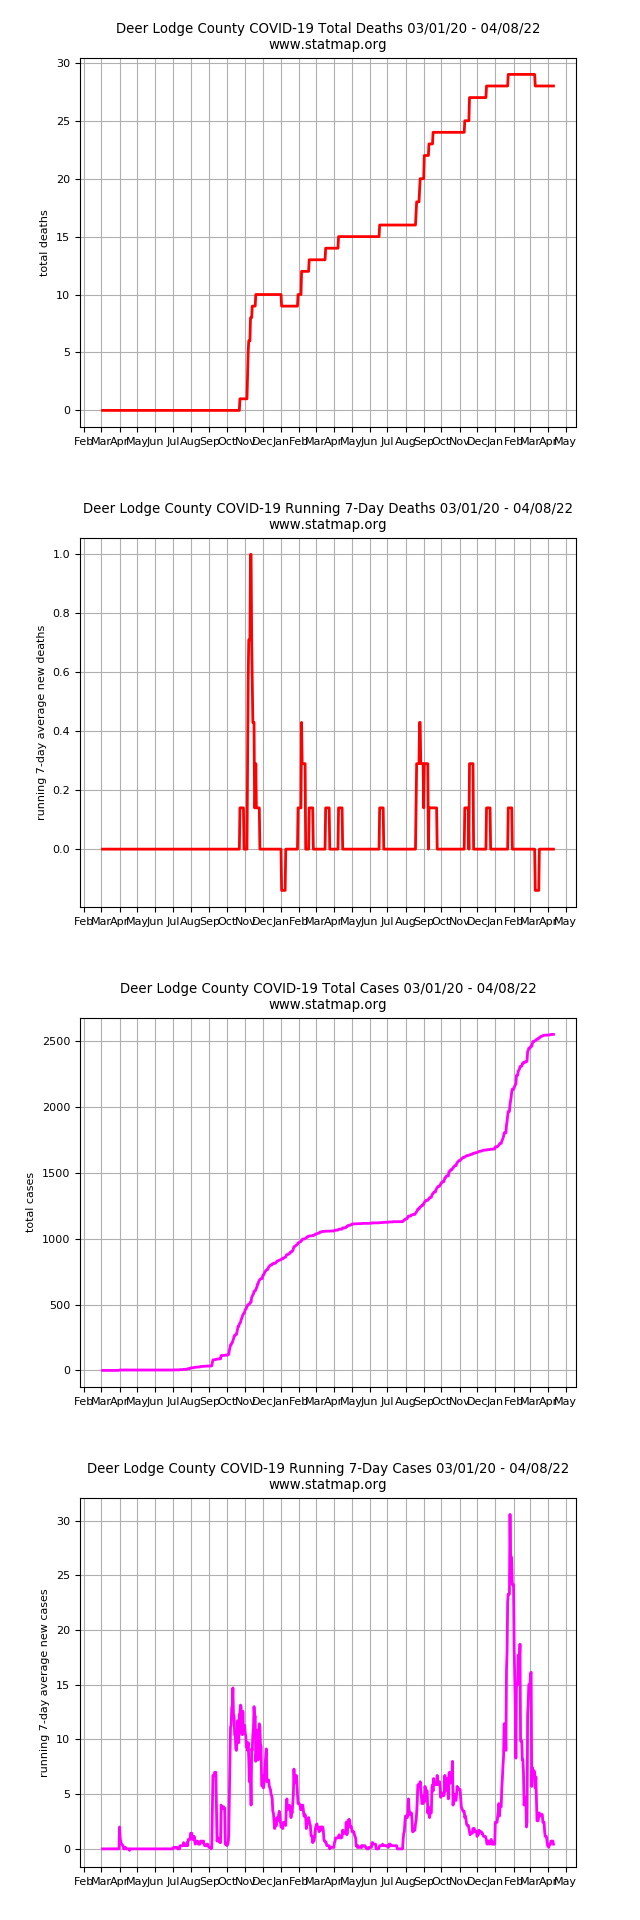 Deer Lodge County COVID-19 Total Deaths 03/01/20 - 04/08/22
www.statmap.org
30
25
20
15
10
5
0
total deaths
Feb Mar Apr May Jun Jul Aug Sep Oct Nov Dec Jan Feb Mar Apr May Jun Jul Aug Sep Oct Nov Dec Jan Feb Mar Apr May
Deer Lodge County COVID-19 Running 7-Day Deaths 03/01/20 - 04/08/22
www.statmap.org
1.0
0.8
0.6
0.4
0.2
0.0
running 7-day average new deaths
Feb Mar Apr May Jun Jul Aug Sep Oct Nov Dec Jan Feb Mar Apr May Jun Jul Aug Sep Oct Nov Dec Jan Feb Mar Apr May
Deer Lodge County COVID-19 Total Cases 03/01/20 - 04/08/22
www.statmap.org
2500
2000
1500
1000
500
0
total cases
Feb Mar Apr May Jun Jul Aug Sep Oct Nov Dec Jan Feb Mar Apr May Jun Jul Aug Sep Oct Nov Dec Jan Feb Mar Apr May
Deer Lodge County COVID-19 Running 7-Day Cases 03/01/20 - 04/08/22
www.statmap.org
30
25
20
15
10
5
0
running 7-day average new cases
Feb Mar Apr May Jun Jul Aug Sep Oct Nov Dec Jan Feb Mar Apr May Jun Jul Aug Sep Oct Nov Dec Jan Feb Mar Apr May